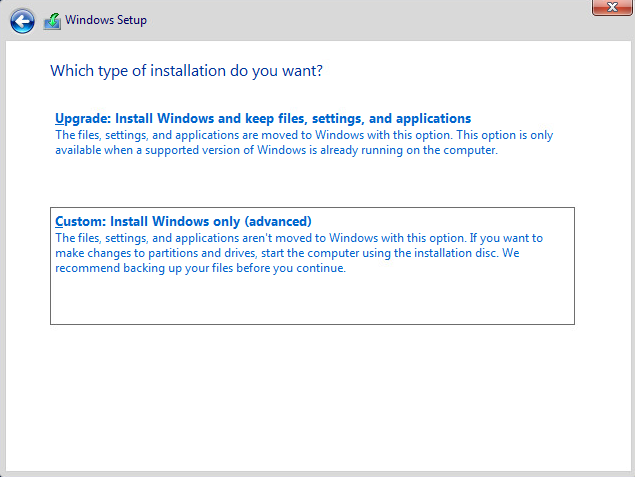 Windows Setup
Which type of installation do you want?
Upgrade: Install Windows and keep files, settings, and applications
The files, settings, and applications are moved to Windows with this option. This option is only
available when a supported version of Windows is already running on the computer.
Custom: Install Windows only (advanced)
The files, settings, and applications aren't moved to Windows with this option. If you want to
make changes to partitions and drives, start the computer using the installation disc. We
recommend backing up your files before you continue.